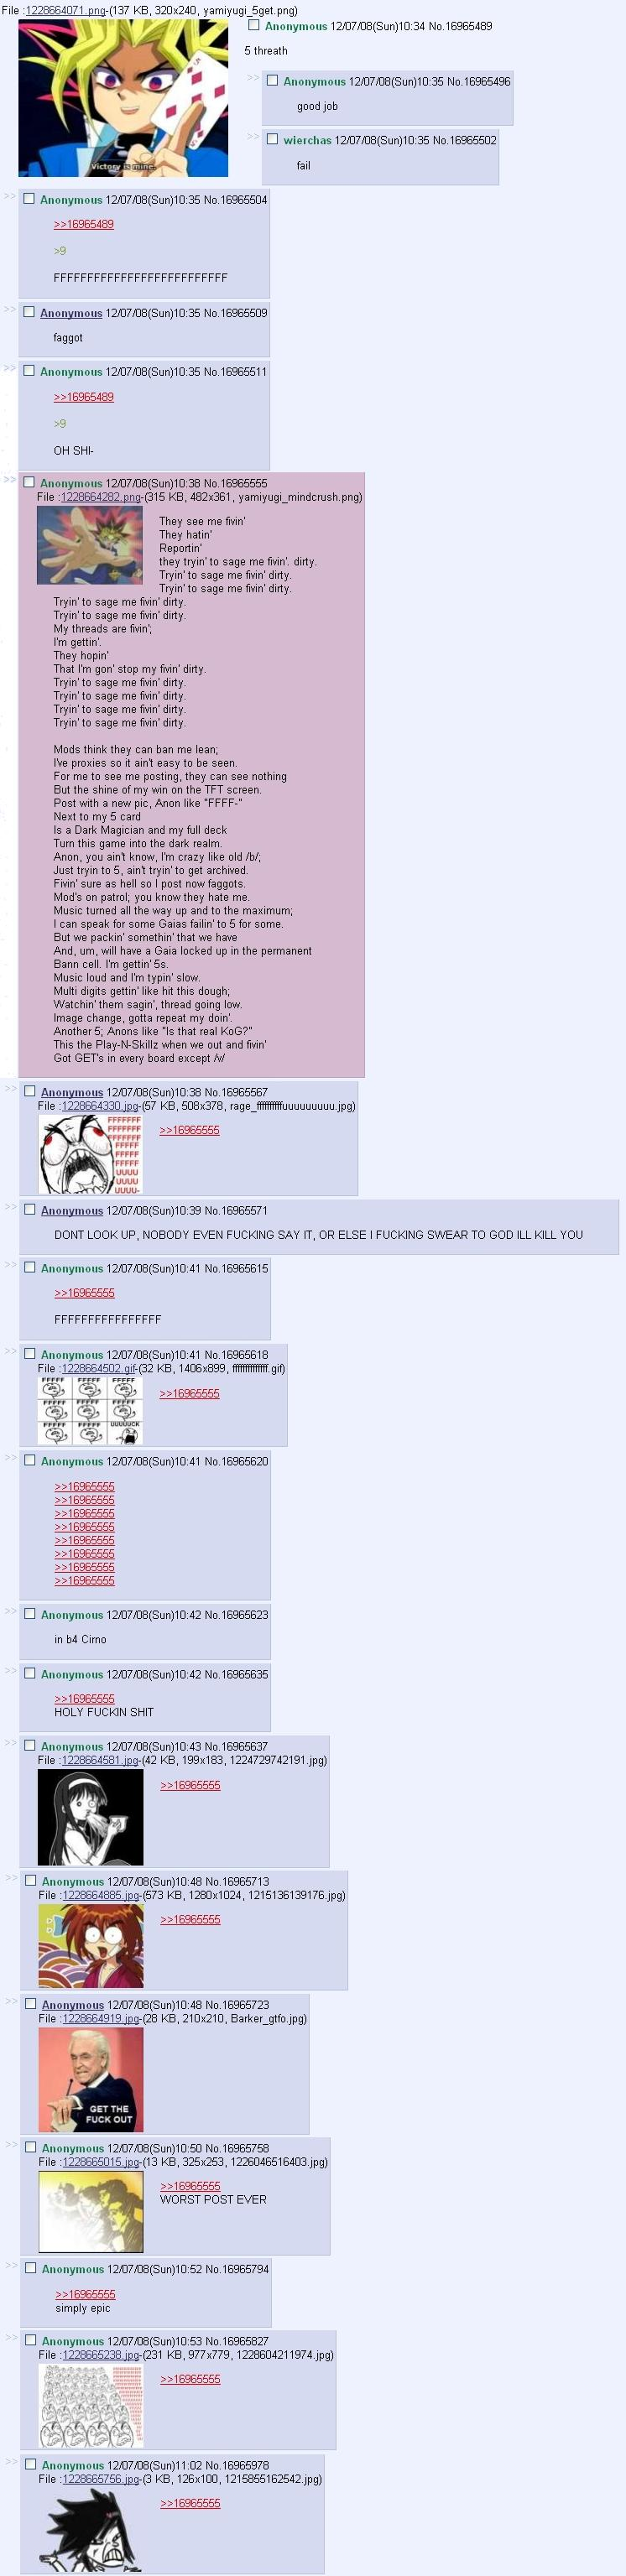 File :1228664071.png-(137 KB, 320x240, yamiyugi_5get.png)
Victory is mine.
Anonymous 12/07/08(Sun)10:34 No.16965489
5 threath
>> Anonymous 12/07/08(Sun)10:35 No.16965496
good job
>> wierchas 12/07/08(Sun)10:35 No.16965502
fail
>> Anonymous 12/07/08(Sun)10:35 No.16965504
>>16965489
>9
FFFFFFFFFFFFFFFFFFFFFFFFFF
>> Anonymous 12/07/08(Sun)10:35 No.16965509
faggot
>> Anonymous 12/07/08(Sun)10:35 No.16965511
>>16965489
>9
OH SHI-
>> Anonymous 12/07/08(Sun)10:38 No.16965555
File :1228664282.png-(315 KB, 482x361, yamiyugi_mindcrush.png)
They see me fivin'
They hatin'
Reportin'
they tryin' to sage me fivin'. dirty.
Tryin' to sage me fivin' dirty.
Tryin' to sage me fivin' dirty.
Tryin' to sage me fivin' dirty.
Tryin' to sage me fivin' dirty.
My threads are fivin';
I'm gettin'.
They hopin'
That I'm gon' stop my fivin' dirty.
Tryin' to sage me fivin' dirty.
Tryin' to sage me fivin' dirty.
Tryin' to sage me fivin' dirty.
Tryin' to sage me fivin' dirty.
Mods think they can ban me lean;
I've proxies so it ain't easy to be seen.
For me to see me posting, they can see nothing
But the shine of my win on the TFT screen.
Post with a new pic, Anon like "FFFF-"
Next to my 5 card
Is a Dark Magician and my full deck
Turn this game into the dark realm.
Anon, you ain't know, I'm crazy like old /b/;
Just tryin to 5, ain't tryin' to get archived.
Fivin' sure as hell so I post now faggots.
Mod's on patrol; you know they hate me.
Music turned all the way up and to the maximum;
I can speak for some Gaias failin' to 5 for some.
But we packin' somethin' that we have
And, um, will have a Gaia locked up in the permanent
Bann cell. I'm gettin' 5s.
Music loud and I'm typin' slow.
Multi digits gettin' like hit this dough;
Watchin' them sagin', thread going low.
Image change, gotta repeat my doin'.
Another 5; Anons like "Is that real KoG?"
This the Play-N-Skillz when we out and fivin'
Got GET's in every board except /v/
>> Anonymous 12/07/08(Sun)10:38 No.16965567
File :1228664330.jpg-(57 KB, 508x378, rage_ffffffffffuuuuuuuuu.jpg)
>>16965555
FFFFFFF
FFFFFFF
FFFFFF
FFFFF
FFFFF
UUUU
UUUU
UUU-
>> Anonymous 12/07/08(Sun)10:39 No.16965571
DONT LOOK UP, NOBODY EVEN FUCKING SAY IT, OR ELSE I FUCKING SWEAR TO GOD ILL KILL YOU
>> Anonymous 12/07/08(Sun)10:41 No.16965615
>>16965555
FFFFFFFFFFFFFFFF
>> Anonymous 12/07/08(Sun)10:41 No.16965618
File :1228664502.gif-(32 KB, 1406x899, ffffffffffffff.gif)
>>16965555
FFFFF FFFFF FFFFF
FFFFF FFFFF FFFFF
FFFFF FFFFF UUUUUCK
>> Anonymous 12/07/08(Sun)10:41 No.16965620
>>16965555
>>16965555
>>16965555
>>16965555
>>16965555
>>16965555
>>16965555
>>16965555
>> Anonymous 12/07/08(Sun)10:42 No.16965623
in b4 Cirno
>> Anonymous 12/07/08(Sun)10:42 No.16965635
>>16965555
HOLY FUCKIN SHIT
>> Anonymous 12/07/08(Sun)10:43 No.16965637
File :1228664581.jpg-(42 KB, 199x183, 1224729742191.jpg)
>>16965555
>> Anonymous 12/07/08(Sun)10:48 No.16965713
File :1228664885.jpg-(573 KB, 1280x1024, 1215136139176.jpg)
>>16965555
>> Anonymous 12/07/08(Sun)10:48 No.16965723
File :1228664919.jpg-(28 KB, 210x210, Barker_gtfo.jpg)
GET THE
FUCK OUT
>> Anonymous 12/07/08(Sun)10:50 No.16965758
File :1228665015.jpg-(13 KB, 325x253, 1226046516403.jpg)
>>16965555
WORST POST EVER
>> Anonymous 12/07/08(Sun)10:52 No.16965794
>>16965555
simply epic
>> Anonymous 12/07/08(Sun)10:53 No.16965827
File :1228665238.jpg-(231 KB, 977x779, 1228604211974.jpg)
>>16965555
>> Anonymous 12/07/08(Sun)11:02 No.16965978
File :1228665756.jpg-(3 KB, 126x100, 1215855162542.jpg)
>>16965555